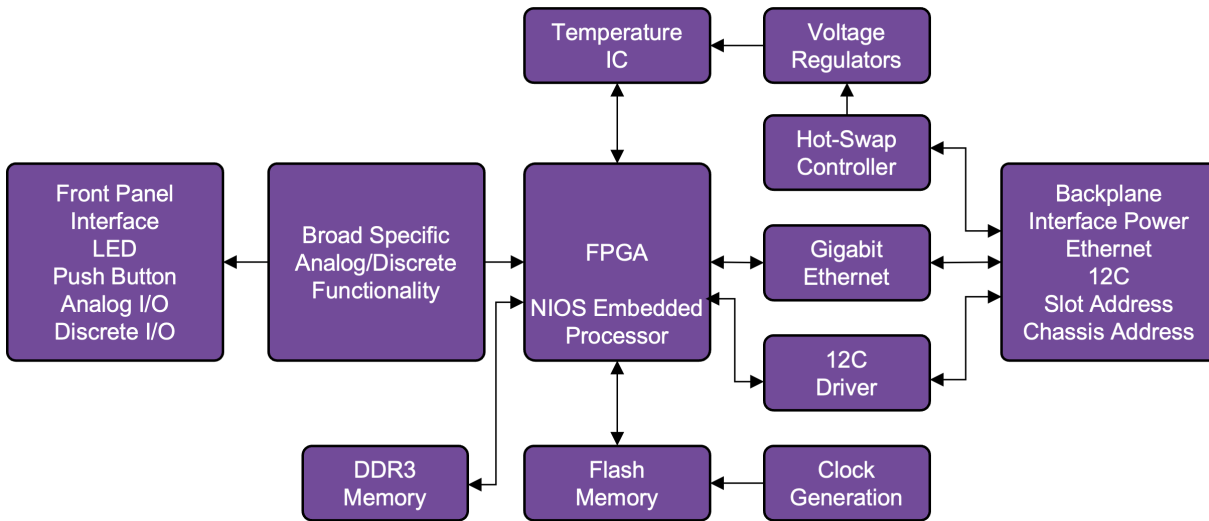 Temperature
IC
Voltage
Regulators
Hot-Swap
Controller
Front Panel
Interface
LED
Push Button
Analog I/O
Discrete I/O
Broad Specific
Analog/Discrete
Functionality
FPGA
NIOS Embedded
Processor
Gigabit
Ethernet
Backplane
Interface Power
Ethernet
12C
Slot Address
Chassis Address
12C
Driver
DDR3
Memory
Flash
Memory
Clock
Generation